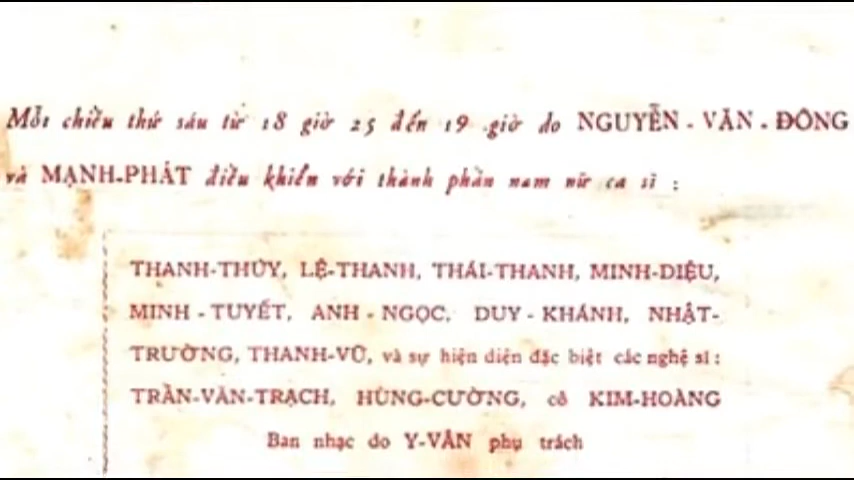 Mỗi chiều thứ sáu từ 18 giờ 25 đến 19 giờ do NGUYỄN - VĂN - ĐÔNG
và MẠNH-PHÁT điều khiển với thành phần nam nữ ca sĩ :
THANH-THÚY, LỆ-THANH, THÁI-THANH, MINH-DIỆU,
MINH - TUYẾT, ANH - NGỌC, DUY - KHÁNH, NHẬT-
TRƯỜNG, THANH-VŨ, và sự hiện diện đặc biệt các nghệ sĩ :
TRẦN-VĂN-TRẠCH, HÙNG-CƯỜNG, cô KIM-HOÀNG
Ban nhạc do Y-VÂN phụ trách